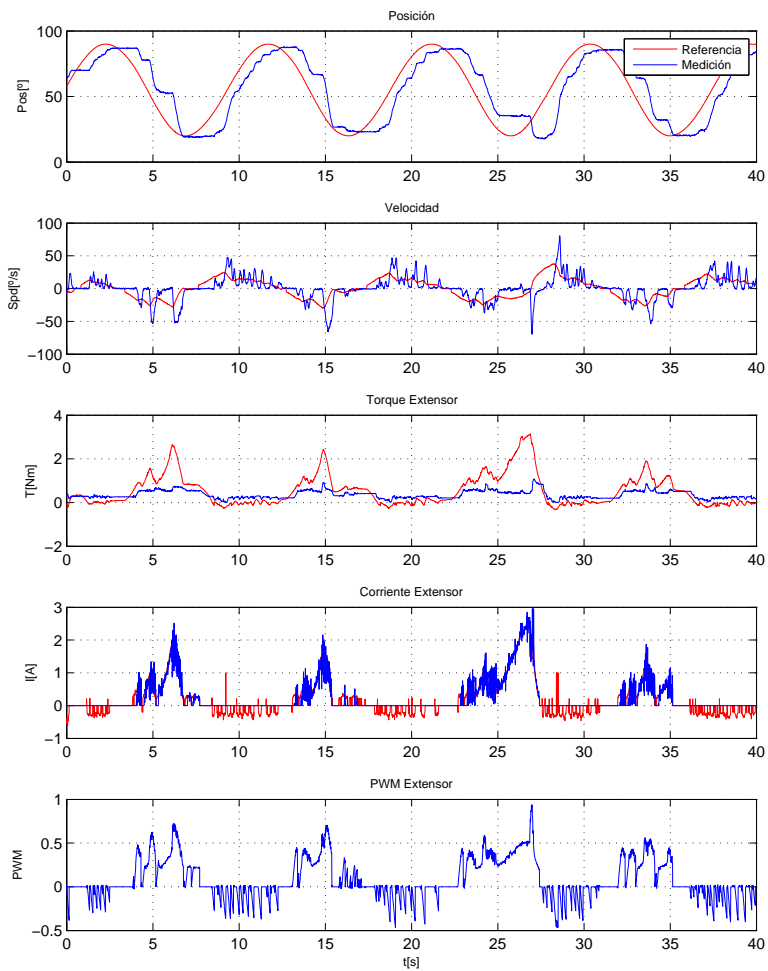 Posición
100
50
0
Pos[º]
Referencia
Medición
0 5 10 15 20 25 30 35 40
Velocidad
100
50
0
−50
−100
Spd[º/s]
0 5 10 15 20 25 30 35 40
Torque Extensor
4
2
0
−2
T[Nm]
0 5 10 15 20 25 30 35 40
Corriente Extensor
3
2
1
0
−1
I[A]
0 5 10 15 20 25 30 35 40
PWM Extensor
1
0.5
0
−0.5
PWM
0 5 10 15 20 25 30 35 40
t[s]